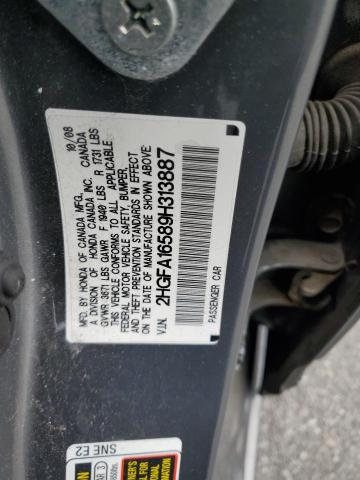 MFD. BY HONDA OF CANADA MFG. 10/08
A DIVISION OF HONDA CANADA INC. CANADA
GVWR 3671 LBS GAWR F 1940 LBS R 1731 LBS
THIS VEHICLE CONFORMS TO ALL APPLICABLE
FEDERAL MOTOR VEHICLE SAFETY, BUMPER,
AND THEFT PREVENTION STANDARDS IN EFFECT
ON THE DATE OF MANUFACTURE SHOWN ABOVE.
V.I.N. 2HGFA16589H313887
PASSENGER CAR
SNE E2